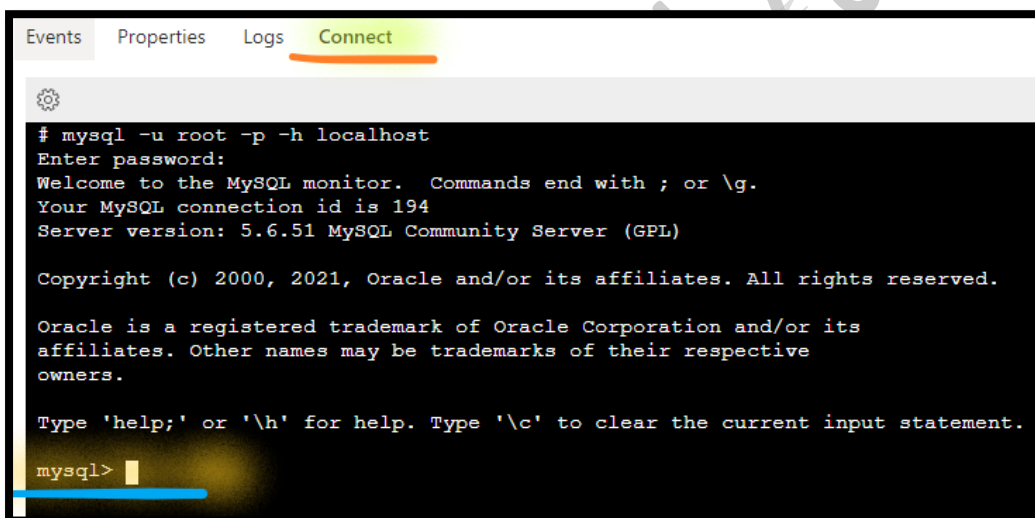 Events Properties Logs Connect
# mysql -u root -p -h localhost
Enter password:
Welcome to the MySQL monitor.  Commands end with ; or \g.
Your MySQL connection id is 194
Server version: 5.6.51 MySQL Community Server (GPL)
Copyright (c) 2000, 2021, Oracle and/or its affiliates. All rights reserved.
Oracle is a registered trademark of Oracle Corporation and/or its
affiliates. Other names may be trademarks of their respective
owners.
Type 'help;' or '\h' for help. Type '\c' to clear the current input statement.
mysql>